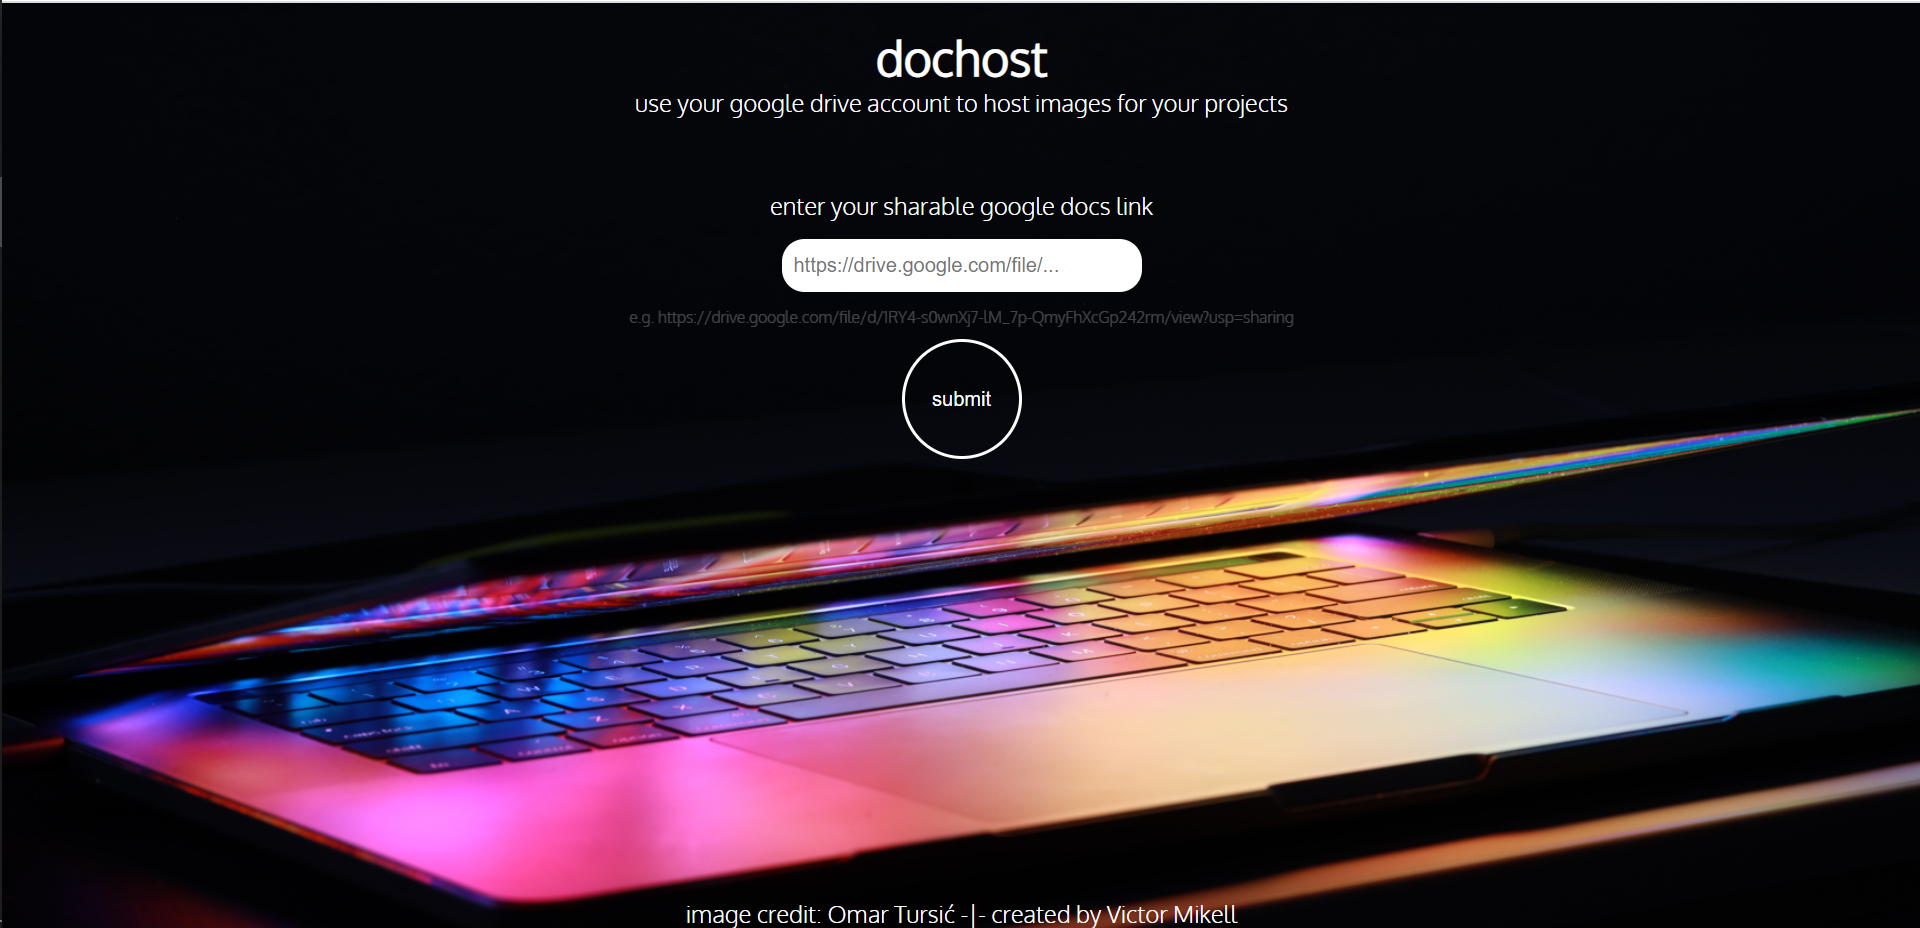 dochost
use your google drive account to host images for your projects
enter your sharable google docs link
https://drive.google.com/file/...
e.g. https://drive.google.com/file/d/1RY4-s0wnXj7-lM_7p-QmyFhXcGp242rm/view?usp=sharing
submit
image credit: Omar Tursić -|- created by Victor Mikell